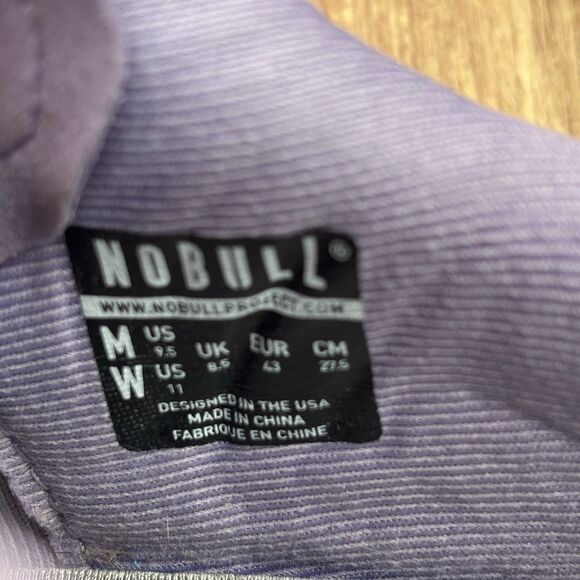 NOBULL®
WWW.NOBULLPROJECT.COM
M US 9.5
W US 11
UK 8.5
EUR 43
CM 27.5
DESIGNED IN THE USA
MADE IN CHINA
FABRIQUE EN CHINE